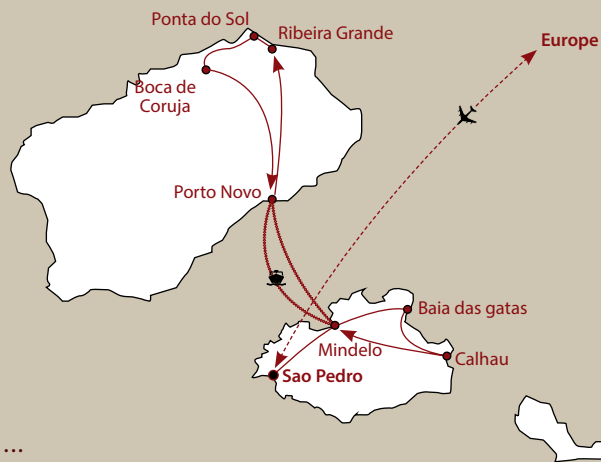 Ponta do Sol
Ribeira Grande
Europe
Boca de
Coruja
Porto Novo
Baia das gatas
Mindelo
Calhau
Sao Pedro
...